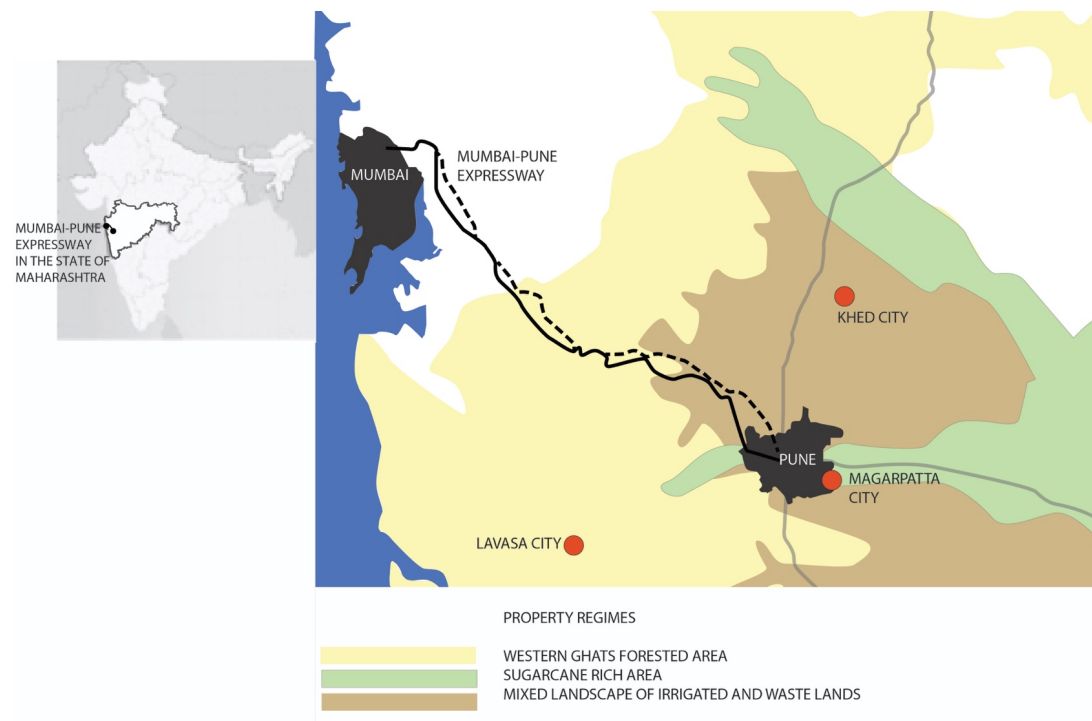 MUMBAI-PUNE
EXPRESSWAY
IN THE STATE OF
MAHARASHTRA
MUMBAI
MUMBAI-PUNE
EXPRESSWAY
KHED CITY
PUNE
MAGARPATTA
CITY
LAVASA CITY
PROPERTY REGIMES
WESTERN GHATS FORESTED AREA
SUGARCANE RICH AREA
MIXED LANDSCAPE OF IRRIGATED AND WASTE LANDS